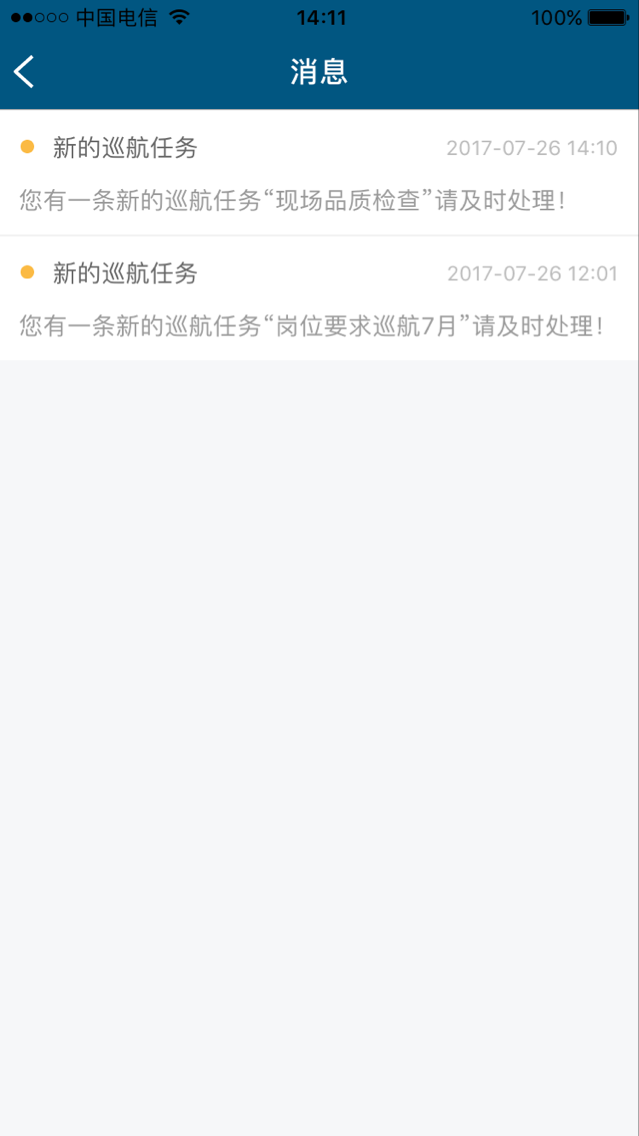 中国电信 14:11 100%
消息
新的巡航任务 2017-07-26 14:10
您有一条新的巡航任务“现场品质检查”请及时处理！
新的巡航任务 2017-07-26 12:01
您有一条新的巡航任务“岗位要求巡航7月”请及时处理！